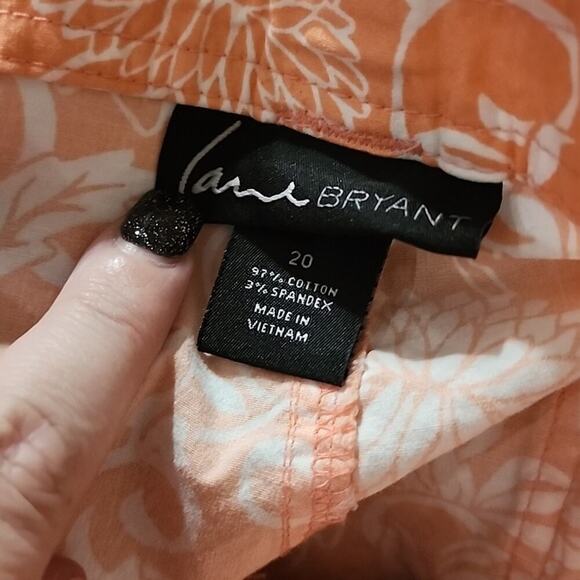 Lane BRYANT
20
97% COTTON
3% SPANDEX
MADE IN
VIETNAM